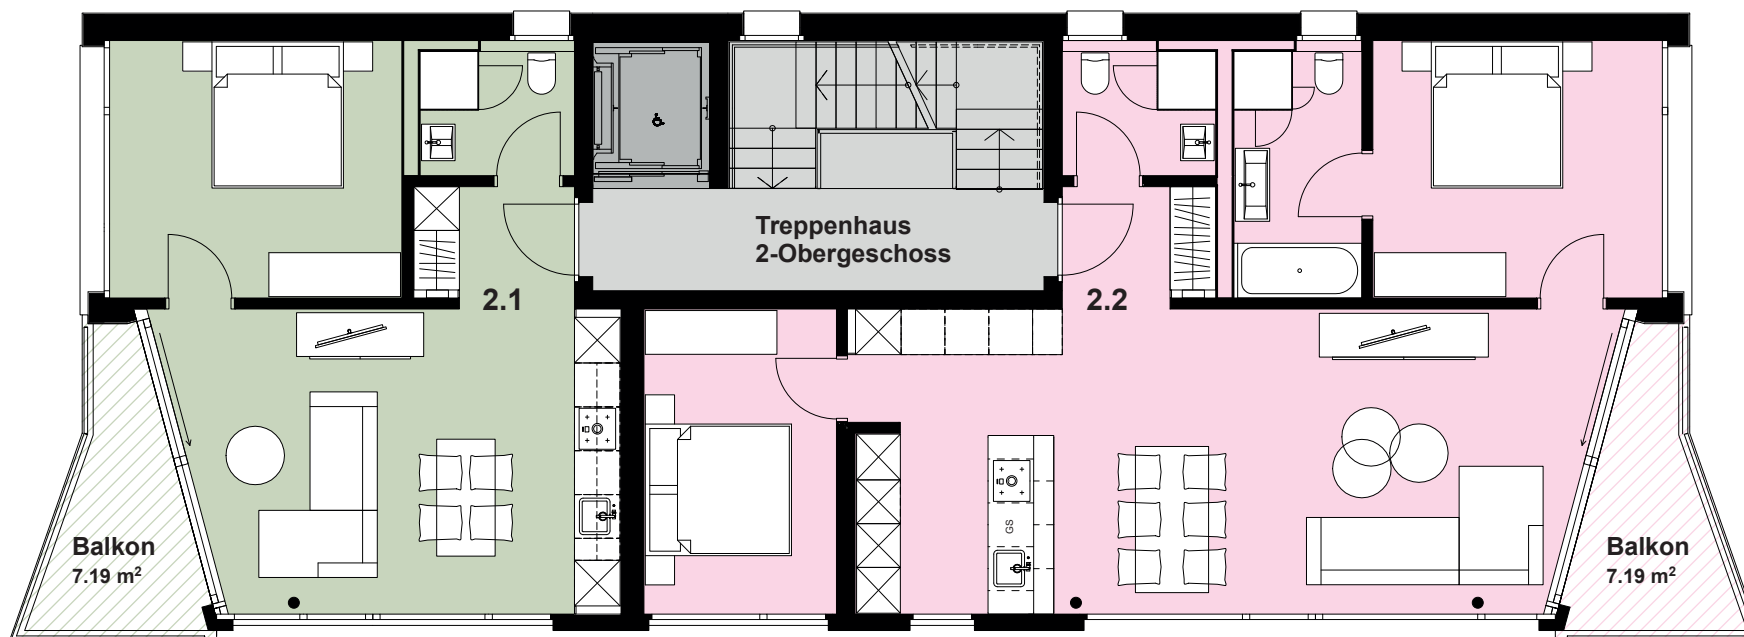 Treppenhaus
2-Obergeschoss
2.1
2.2
GS
Balkon
7.19 m²
Balkon
7.19 m²